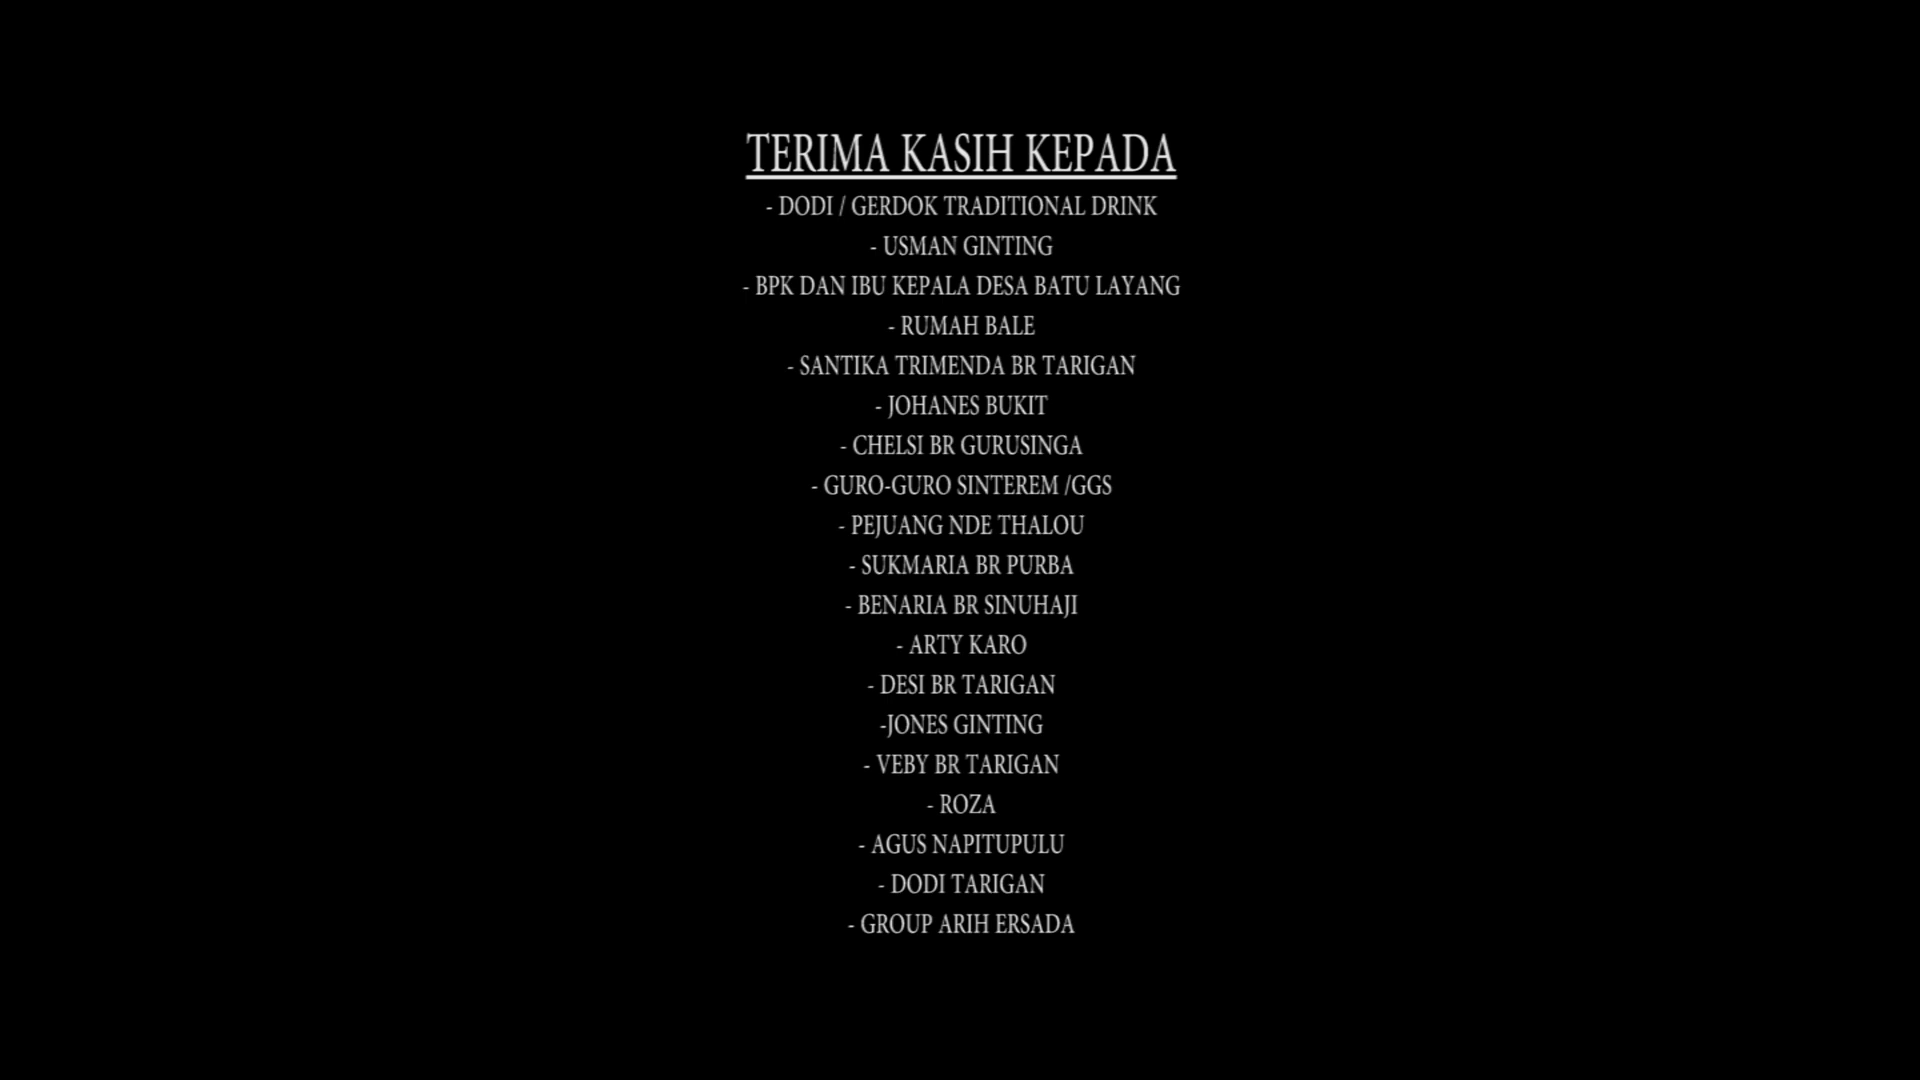 TERIMA KASIH KEPADA
- DODI / GERDOK TRADITIONAL DRINK
- USMAN GINTING
- BPK DAN IBU KEPALA DESA BATU LAYANG
- RUMAH BALE
- SANTIKA TRIMENDA BR TARIGAN
- JOHANES BUKIT
- CHELSI BR GURUSINGA
- GURO-GURO SINTEREM /GGS
- PEJUANG NDE THALOU
- SUKMARIA BR PURBA
- BENARIA BR SINUHAJI
- ARTY KARO
- DESI BR TARIGAN
-JONES GINTING
- VEBY BR TARIGAN
- ROZA
- AGUS NAPITUPULU
- DODI TARIGAN
- GROUP ARIH ERSADA